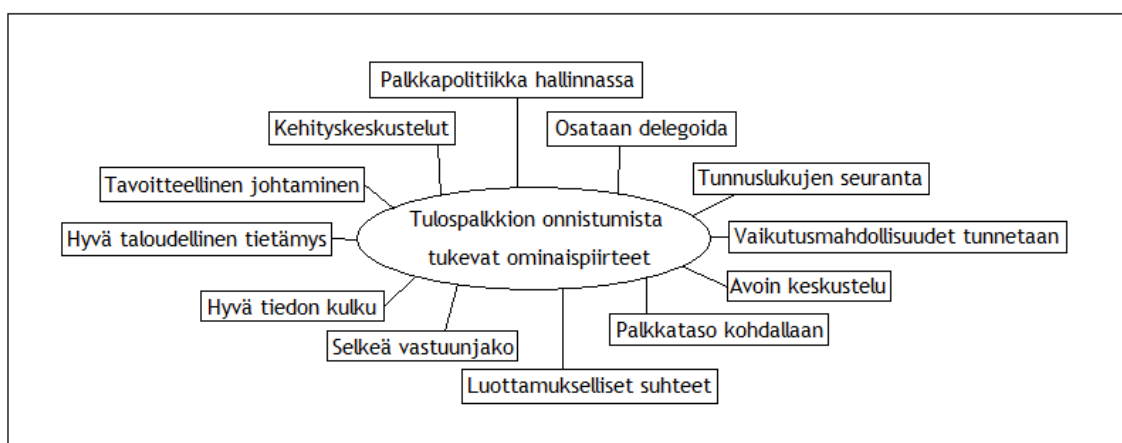 Palkkapolitiikka hallinnassa
Kehityskeskustelut
Osataan delegoida
Tavoitteellinen johtaminen
Tunnuslukujen seuranta
Tulospalkkion onnistumista
tukevat ominaispiirteet
Hyvä taloudellinen tietämys
Vaikutusmahdollisuudet tunnetaan
Hyvä tiedon kulku
Avoin keskustelu
Selkeä vastuunjako
Palkkataso kohdallaan
Luottamukselliset suhteet